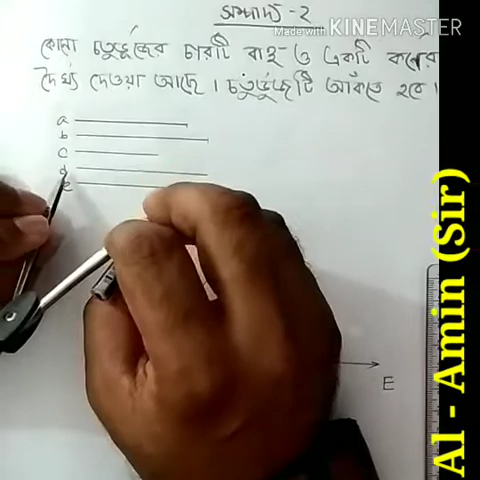 সম্পাদ্য - ২
Made with KINEMASTER
কোনো চতুর্ভুজের চারটি বাহু ও একটি কর্ণের
দৈর্ঘ্য দেওয়া আছে । চতুর্ভুজটি আঁকতে হবে ।
a
b
c
d
e
E
Al - Amin (Sir)